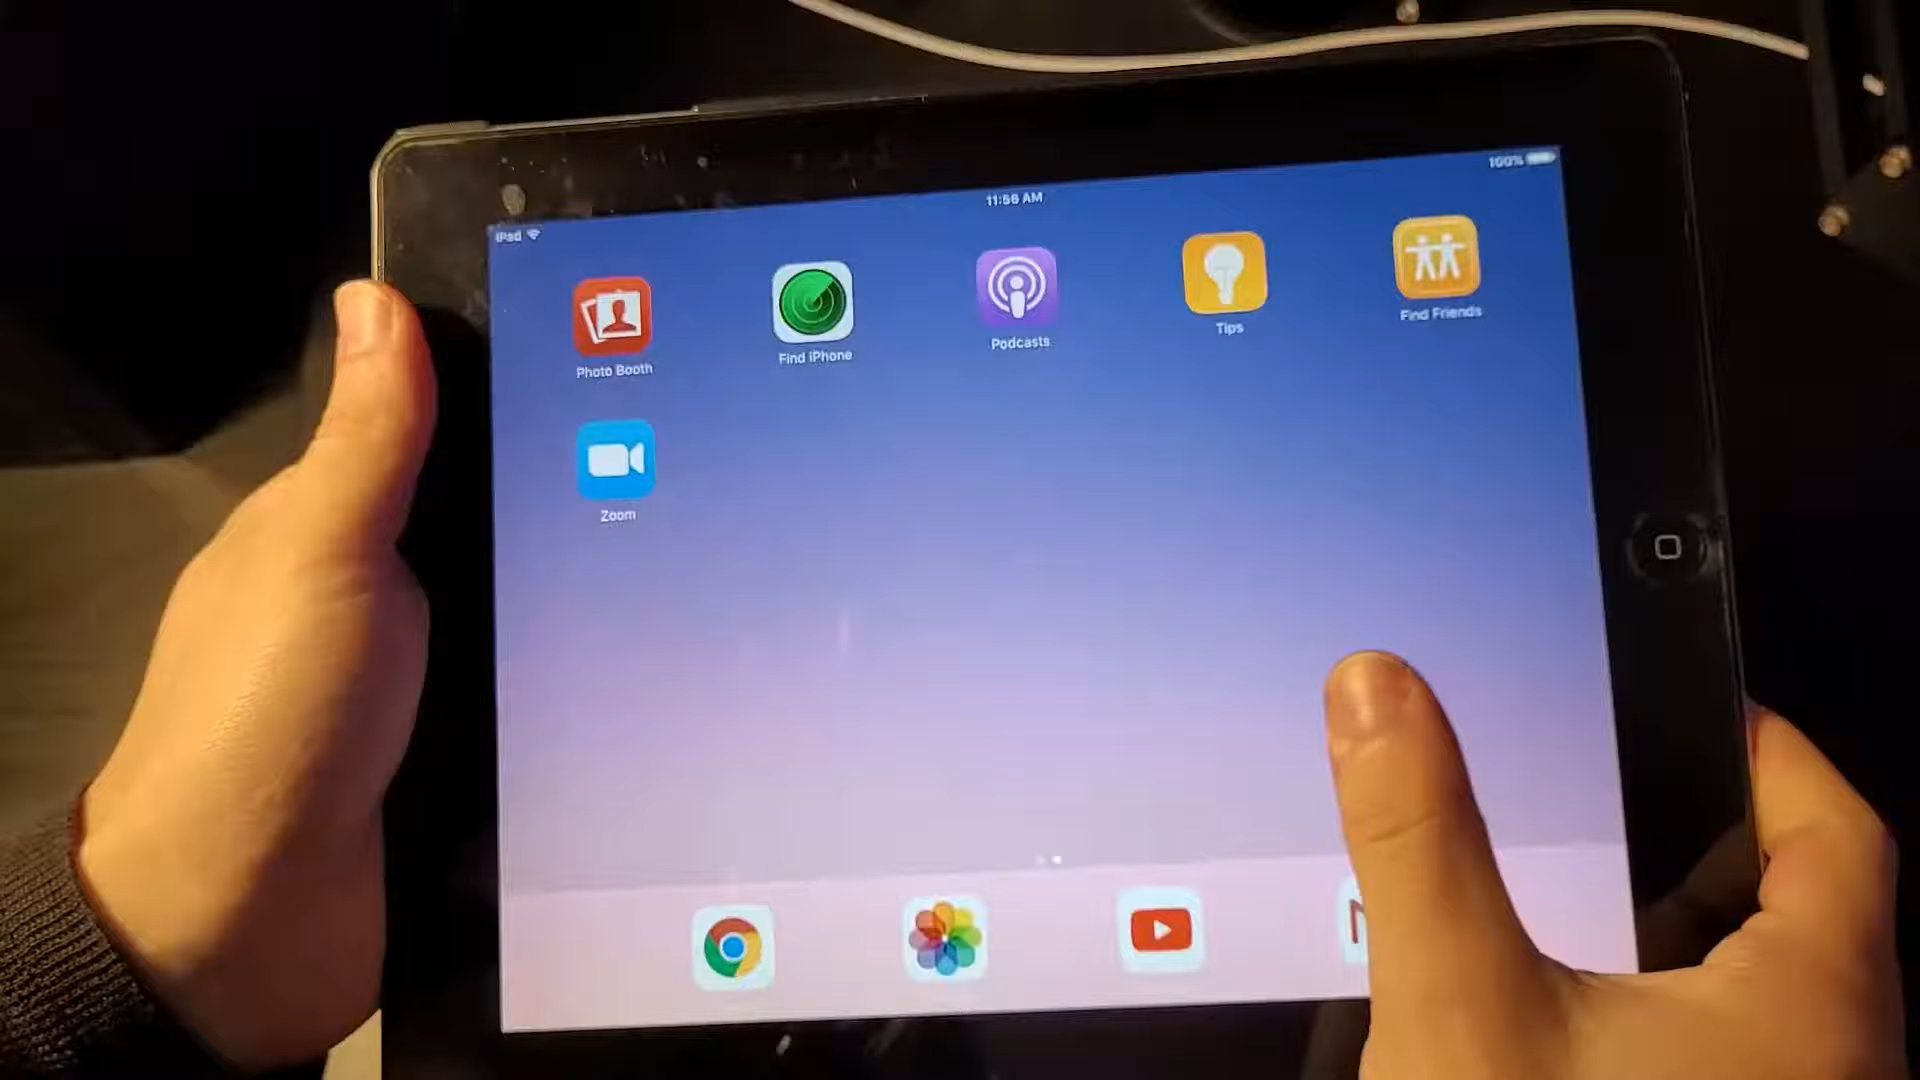 iPad
11:56 AM
100%
Photo Booth
Find iPhone
Podcasts
Tips
Find Friends
Zoom